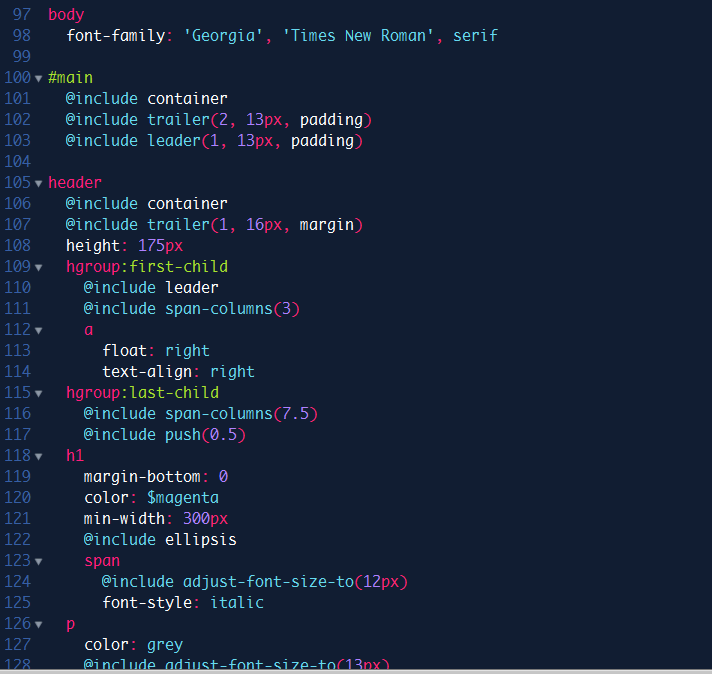 97 body
98   font-family: 'Georgia', 'Times New Roman', serif
99
100 #main
101   @include container
102   @include trailer(2, 13px, padding)
103   @include leader(1, 13px, padding)
104
105 header
106   @include container
107   @include trailer(1, 16px, margin)
108   height: 175px
109   hgroup:first-child
110     @include leader
111     @include span-columns(3)
112     a
113       float: right
114       text-align: right
115   hgroup:last-child
116     @include span-columns(7.5)
117     @include push(0.5)
118   h1
119     margin-bottom: 0
120     color: $magenta
121     min-width: 300px
122     @include ellipsis
123     span
124       @include adjust-font-size-to(12px)
125       font-style: italic
126   p
127     color: grey
128     @include adjust-font-size-to(13px)